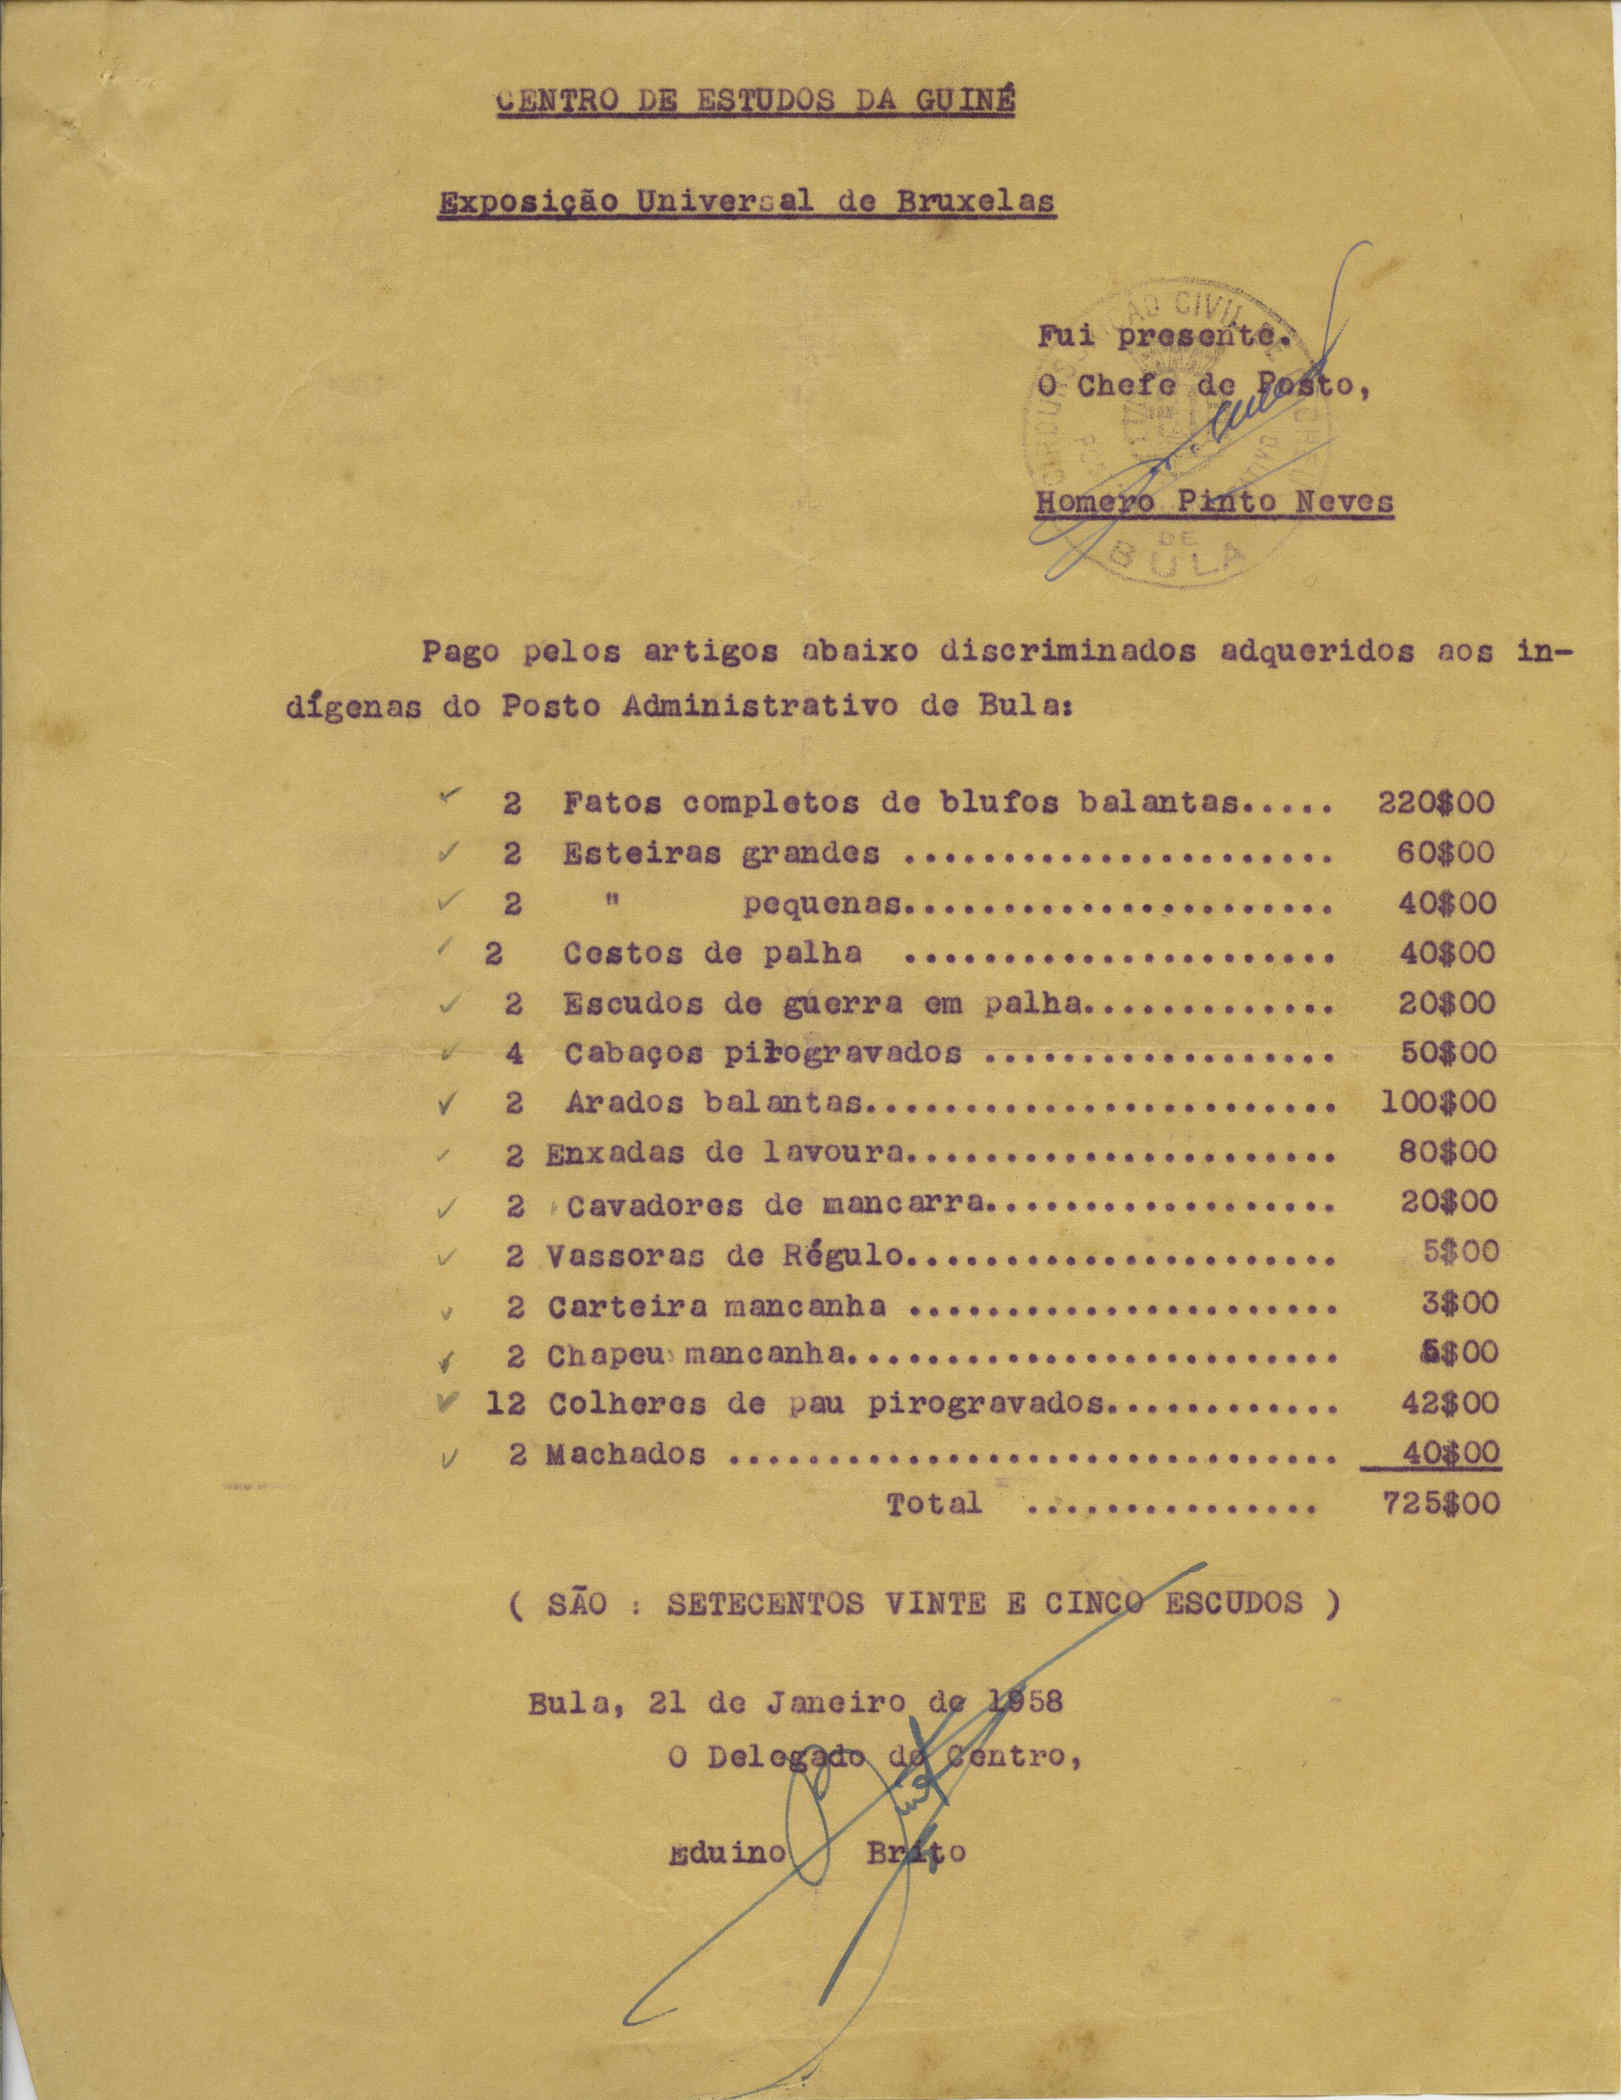 CENTRO DE ESTUDOS DA GUINÉ
Exposição Universal de Bruxelas
Fui presente.
O Chefe de Posto,
Homero Pinto Neves
DE
BULA
Pago pelos artigos abaixo discriminados adqueridos aos in-
dígenas do Posto Administrativo de Bula:
2 Fatos completos de blufos balantas..... 220$00
2 Esteiras grandes ...................... 60$00
2 " pequenas...................... 40$00
2 Cestos de palha ...................... 40$00
2 Escudos de guerra em palha............. 20$00
4 Cabaços pirogravados .................. 50$00
2 Arados balantas........................ 100$00
2 Enxadas de lavoura...................... 80$00
2 Cavadores de mancarra.................. 20$00
2 Vassoras de Régulo...................... 5$00
2 Carteira mancanha ...................... 3$00
2 Chapeu mancanha......................... 5$00
12 Colheres de pau pirogravados............ 42$00
2 Machados ............................... 40$00
Total ............... 725$00
( SÃO : SETECENTOS VINTE E CINCO ESCUDOS )
Bula, 21 de Janeiro de 1958
O Delegado do Centro,
Eduino Brito